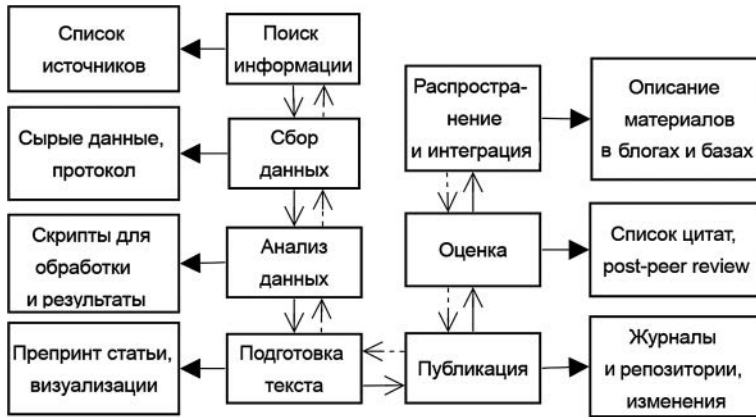 Список
источников
Поиск
информации
Сырые данные,
протокол
Сбор
данных
Скрипты для
обработки
и результаты
Анализ
данных
Препринт статьи,
визуализации
Подготовка
текста
Распростра-
нение
и интеграция
Описание
материалов
в блогах и базах
Оценка
Список цитат,
post-peer review
Публикация
Журналы
и репозитории,
изменения